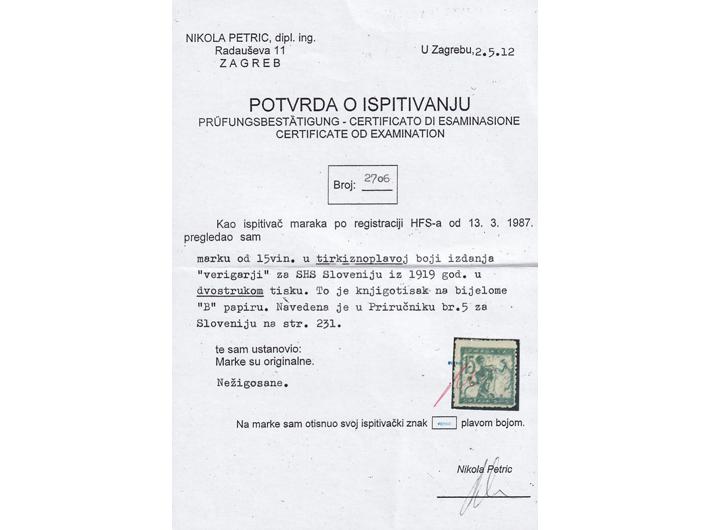 NIKOLA PETRIC, dipl. ing.
Radauševa 11
ZAGREB
U Zagrebu, 2.5.12
POTVRDA O ISPITIVANJU
PRÜFUNGSBESTÄTIGUNG - CERTIFICATO DI ESAMINASIONE
CERTIFICATE OD EXAMINATION
Broj: 2706
Kao ispitivač maraka po registraciji HFS-a od 13. 3. 1987.
pregledao sam
marku od 15vin. u tirkiznoplavoj boji izdanja
"verigarji" za SHS Sloveniju iz 1919 god. u
dvostrukom tisku. To je knjigotisak na bijelome
"B" papiru. Navedena je u Priručniku br.5 za
Sloveniju na str. 231.
te sam ustanovio:
Marke su originalne.
Nežigosane.
15
Na marke sam otisnuo svoj ispitivački znak plavom bojom.
Nikola Petric